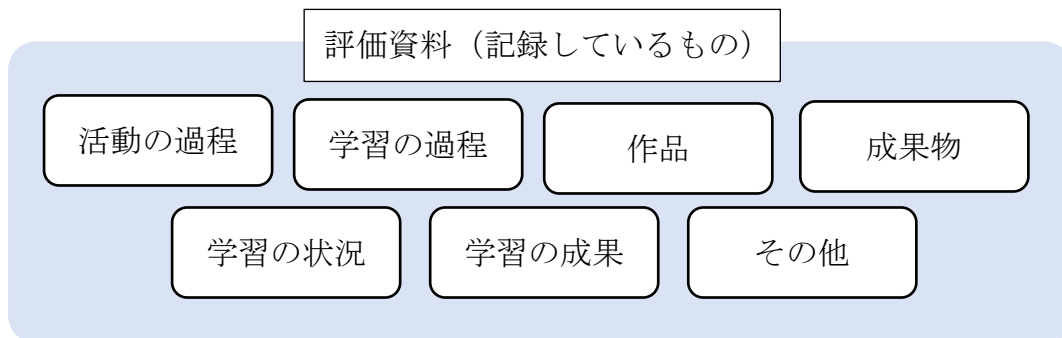 評価資料（記録しているもの）
活動の過程
学習の過程
作品
成果物
学習の状況
学習の成果
その他